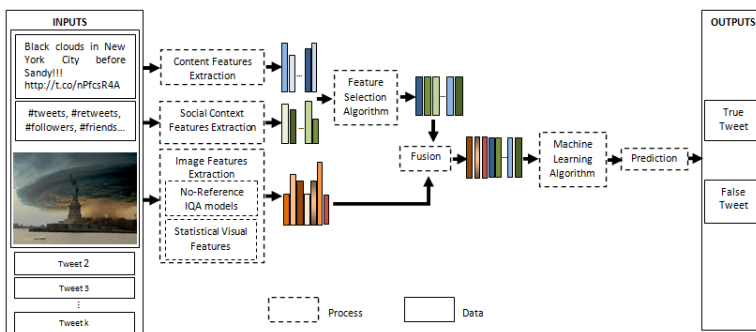 INPUTS
Black clouds in New
York City before
Sandy!!!
http://t.co/nPfcsR4A
#tweets, #retweets,
#followers, #friends...
Tweet 2
Tweet 3
⋮
Tweet k
Content Features
Extraction
Social Context
Features Extraction
Image Features
Extraction
No-Reference
IQA models
Statistical Visual
Features
...
...
Feature
Selection
Algorithm
...
Fusion
...
Machine
Learning
Algorithm
Prediction
OUTPUTS
True
Tweet
False
Tweet
Process
Data